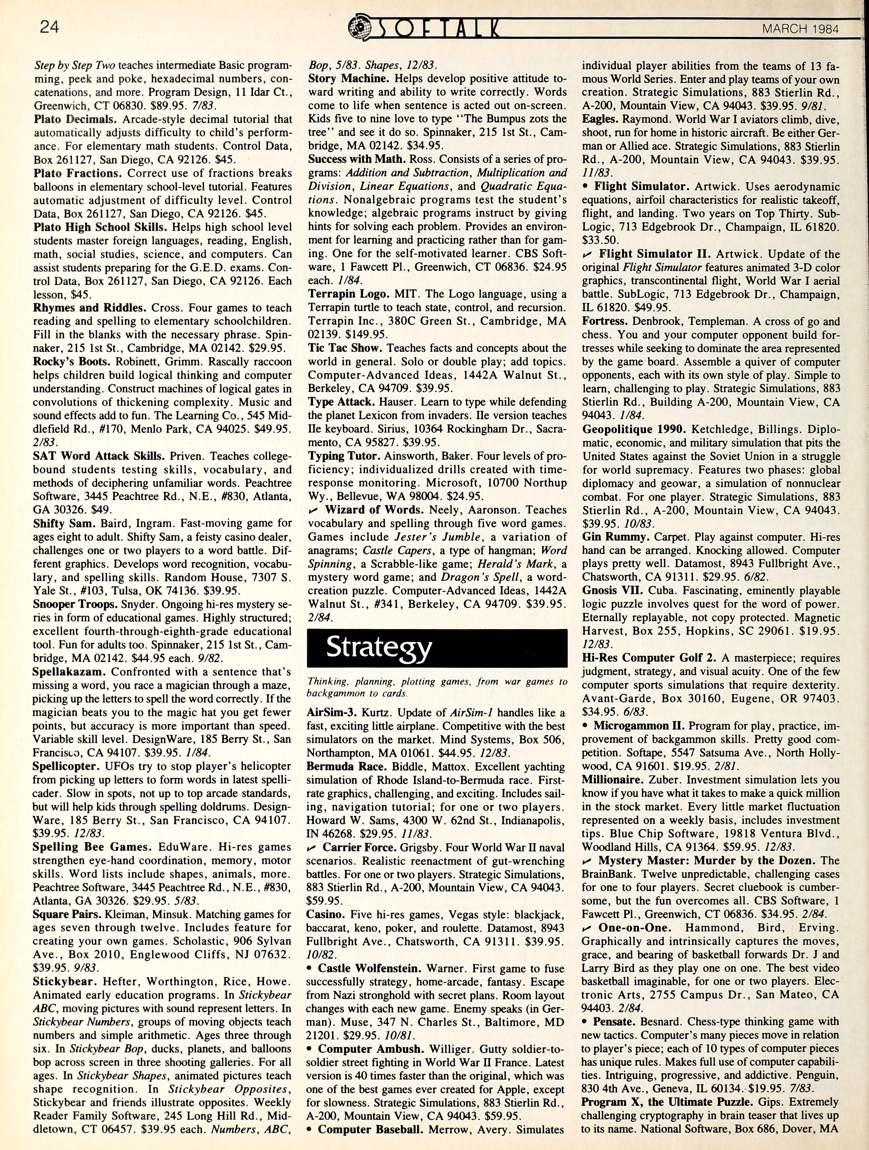 24
SOFTALK
MARCH 1984
Step by Step Two teaches intermediate Basic program-
ming, peek and poke, hexadecimal numbers, con-
catenations, and more. Program Design, 11 Idar Ct.,
Greenwich, CT 06830. $89.95. 7/83.
Plato Decimals. Arcade-style decimal tutorial that
automatically adjusts difficulty to child's perform-
ance. For elementary math students. Control Data,
Box 261127, San Diego, CA 92126. $45.
Plato Fractions. Correct use of fractions breaks
balloons in elementary school-level tutorial. Features
automatic adjustment of difficulty level. Control
Data, Box 261127, San Diego, CA 92126. $45.
Plato High School Skills. Helps high school level
students master foreign languages, reading, English,
math, social studies, science, and computers. Can
assist students preparing for the G.E.D. exams. Con-
trol Data, Box 261127, San Diego, CA 92126. Each
lesson, $45.
Rhymes and Riddles. Cross. Four games to teach
reading and spelling to elementary schoolchildren.
Fill in the blanks with the necessary phrase. Spin-
naker, 215 1st St., Cambridge, MA 02142. $29.95.
Rocky's Boots. Robinett, Grimm. Rascally raccoon
helps children build logical thinking and computer
understanding. Construct machines of logical gates in
convolutions of thickening complexity. Music and
sound effects add to fun. The Learning Co., 545 Mid-
dlefield Rd., #170, Menlo Park, CA 94025. $49.95.
2/83.
SAT Word Attack Skills. Priven. Teaches college-
bound students testing skills, vocabulary, and
methods of deciphering unfamiliar words. Peachtree
Software, 3445 Peachtree Rd., N.E., #830, Atlanta,
GA 30326. $49.
Shifty Sam. Baird, Ingram. Fast-moving game for
ages eight to adult. Shifty Sam, a feisty casino dealer,
challenges one or two players to a word battle. Dif-
ferent graphics. Develops word recognition, vocabu-
lary, and spelling skills. Random House, 7307 S.
Yale St., #103, Tulsa, OK 74136. $39.95.
Snooper Troops. Snyder. Ongoing hi-res mystery se-
ries in form of educational games. Highly structured;
excellent fourth-through-eighth-grade educational
tool. Fun for adults too. Spinnaker, 215 1st St., Cam-
bridge, MA 02142. $44.95 each. 9/82.
Spellakazam. Confronted with a sentence that's
missing a word, you race a magician through a maze,
picking up the letters to spell the word correctly. If the
magician beats you to the magic hat you get fewer
points, but accuracy is more important than speed.
Variable skill level. DesignWare, 185 Berry St., San
Francisco, CA 94107. $39.95. 1/84.
Spellicopter. UFOs try to stop player's helicopter
from picking up letters to form words in latest spelli-
cader. Slow in spots, not up to top arcade standards,
but will help kids through spelling doldrums. Design-
Ware, 185 Berry St., San Francisco, CA 94107.
$39.95. 12/83.
Spelling Bee Games. EduWare. Hi-res games
strengthen eye-hand coordination, memory, motor
skills. Word lists include shapes, animals, more.
Peachtree Software, 3445 Peachtree Rd., N.E., #830,
Atlanta, GA 30326. $29.95. 5/83.
Square Pairs. Kleiman, Minsuk. Matching games for
ages seven through twelve. Includes feature for
creating your own games. Scholastic, 906 Sylvan
Ave., Box 2010, Englewood Cliffs, NJ 07632.
$39.95. 9/83.
Stickybear. Hefter, Worthington, Rice, Howe.
Animated early education programs. In Stickybear
ABC, moving pictures with sound represent letters. In
Stickybear Numbers, groups of moving objects teach
numbers and simple arithmetic. Ages three through
six. In Stickybear Bop, ducks, planets, and balloons
bop across screen in three shooting galleries. For all
ages. In Stickybear Shapes, animated pictures teach
shape recognition. In Stickybear Opposites,
Stickybear and friends illustrate opposites. Weekly
Reader Family Software, 245 Long Hill Rd., Mid-
dletown, CT 06457. $39.95 each. Numbers, ABC,
Bop, 5/83. Shapes, 12/83.
Story Machine. Helps develop positive attitude to-
ward writing and ability to write correctly. Words
come to life when sentence is acted out on-screen.
Kids five to nine love to type "The Bumpus zots the
tree" and see it do so. Spinnaker, 215 1st St., Cam-
bridge, MA 02142. $34.95.
Success with Math. Ross. Consists of a series of pro-
grams: Addition and Subtraction, Multiplication and
Division, Linear Equations, and Quadratic Equa-
tions. Nonalgebraic programs test the student's
knowledge; algebraic programs instruct by giving
hints for solving each problem. Provides an environ-
ment for learning and practicing rather than for gam-
ing. One for the self-motivated learner. CBS Soft-
ware, 1 Fawcett Pl., Greenwich, CT 06836. $24.95
each. 1/84.
Terrapin Logo. MIT. The Logo language, using a
Terrapin turtle to teach state, control, and recursion.
Terrapin Inc., 380C Green St., Cambridge, MA
02139. $149.95.
Tic Tac Show. Teaches facts and concepts about the
world in general. Solo or double play; add topics.
Computer-Advanced Ideas, 1442A Walnut St.,
Berkeley, CA 94709. $39.95.
Type Attack. Hauser. Learn to type while defending
the planet Lexicon from invaders. IIe version teaches
IIe keyboard. Sirius, 10364 Rockingham Dr., Sacra-
mento, CA 95827. $39.95.
Typing Tutor. Ainsworth, Baker. Four levels of pro-
ficiency; individualized drills created with time-
response monitoring. Microsoft, 10700 Northup
Wy., Bellevue, WA 98004. $24.95.
✓ Wizard of Words. Neely, Aaronson. Teaches
vocabulary and spelling through five word games.
Games include Jester's Jumble, a variation of
anagrams; Castle Capers, a type of hangman; Word
Spinning, a Scrabble-like game; Herald's Mark, a
mystery word game; and Dragon's Spell, a word-
creation puzzle. Computer-Advanced Ideas, 1442A
Walnut St., #341, Berkeley, CA 94709. $39.95.
2/84.
Strategy
Thinking, planning, plotting games, from war games to
backgammon to cards.
AirSim-3. Kurtz. Update of AirSim-1 handles like a
fast, exciting little airplane. Competitive with the best
simulators on the market. Mind Systems, Box 506,
Northampton, MA 01061. $44.95. 12/83.
Bermuda Race. Biddle, Mattox. Excellent yachting
simulation of Rhode Island-to-Bermuda race. First-
rate graphics, challenging, and exciting. Includes sail-
ing, navigation tutorial; for one or two players.
Howard W. Sams, 4300 W. 62nd St., Indianapolis,
IN 46268. $29.95. 11/83.
✓ Carrier Force. Grigsby. Four World War II naval
scenarios. Realistic reenactment of gut-wrenching
battles. For one or two players. Strategic Simulations,
883 Stierlin Rd., A-200, Mountain View, CA 94043.
$59.95.
Casino. Five hi-res games, Vegas style: blackjack,
baccarat, keno, poker, and roulette. Datamost, 8943
Fullbright Ave., Chatsworth, CA 91311. $39.95.
10/82.
• Castle Wolfenstein. Warner. First game to fuse
successfully strategy, home-arcade, fantasy. Escape
from Nazi stronghold with secret plans. Room layout
changes with each new game. Enemy speaks (in Ger-
man). Muse, 347 N. Charles St., Baltimore, MD
21201. $29.95. 10/81.
• Computer Ambush. Williger. Gutty soldier-to-
soldier street fighting in World War II France. Latest
version is 40 times faster than the original, which was
one of the best games ever created for Apple, except
for slowness. Strategic Simulations, 883 Stierlin Rd.,
A-200, Mountain View, CA 94043. $59.95.
• Computer Baseball. Merrow, Avery. Simulates
individual player abilities from the teams of 13 fa-
mous World Series. Enter and play teams of your own
creation. Strategic Simulations, 883 Stierlin Rd.,
A-200, Mountain View, CA 94043. $39.95. 9/81.
Eagles. Raymond. World War I aviators climb, dive,
shoot, run for home in historic aircraft. Be either Ger-
man or Allied ace. Strategic Simulations, 883 Stierlin
Rd., A-200, Mountain View, CA 94043. $39.95.
11/83.
• Flight Simulator. Artwick. Uses aerodynamic
equations, airfoil characteristics for realistic takeoff,
flight, and landing. Two years on Top Thirty. Sub-
Logic, 713 Edgebrook Dr., Champaign, IL 61820.
$33.50.
✓ Flight Simulator II. Artwick. Update of the
original Flight Simulator features animated 3-D color
graphics, transcontinental flight, World War I aerial
battle. SubLogic, 713 Edgebrook Dr., Champaign,
IL 61820. $49.95.
Fortress. Denbrook, Templeman. A cross of go and
chess. You and your computer opponent build for-
tresses while seeking to dominate the area represented
by the game board. Assemble a quiver of computer
opponents, each with its own style of play. Simple to
learn, challenging to play. Strategic Simulations, 883
Stierlin Rd., Building A-200, Mountain View, CA
94043. 1/84.
Geopolitique 1990. Ketchledge, Billings. Diplo-
matic, economic, and military simulation that pits the
United States against the Soviet Union in a struggle
for world supremacy. Features two phases: global
diplomacy and geowar, a simulation of nonnuclear
combat. For one player. Strategic Simulations, 883
Stierlin Rd., A-200, Mountain View, CA 94043.
$39.95. 10/83.
Gin Rummy. Carpet. Play against computer. Hi-res
hand can be arranged. Knocking allowed. Computer
plays pretty well. Datamost, 8943 Fullbright Ave.,
Chatsworth, CA 91311. $29.95. 6/82.
Gnosis VII. Cuba. Fascinating, eminently playable
logic puzzle involves quest for the word of power.
Eternally replayable, not copy protected. Magnetic
Harvest, Box 255, Hopkins, SC 29061. $19.95.
12/83.
Hi-Res Computer Golf 2. A masterpiece; requires
judgment, strategy, and visual acuity. One of the few
computer sports simulations that require dexterity.
Avant-Garde, Box 30160, Eugene, OR 97403.
$34.95. 6/83.
• Microgammon II. Program for play, practice, im-
provement of backgammon skills. Pretty good com-
petition. Softape, 5547 Satsuma Ave., North Holly-
wood, CA 91601. $19.95. 2/81.
Millionaire. Zuber. Investment simulation lets you
know if you have what it takes to make a quick million
in the stock market. Every little market fluctuation
represented on a weekly basis, includes investment
tips. Blue Chip Software, 19818 Ventura Blvd.,
Woodland Hills, CA 91364. $59.95. 12/83.
✓ Mystery Master: Murder by the Dozen. The
BrainBank. Twelve unpredictable, challenging cases
for one to four players. Secret cluebook is cumber-
some, but the fun overcomes all. CBS Software, 1
Fawcett Pl., Greenwich, CT 06836. $34.95. 2/84.
✓ One-on-One. Hammond, Bird, Erving.
Graphically and intrinsically captures the moves,
grace, and bearing of basketball forwards Dr. J and
Larry Bird as they play one on one. The best video
basketball imaginable, for one or two players. Elec-
tronic Arts, 2755 Campus Dr., San Mateo, CA
94403. 2/84.
• Pensate. Besnard. Chess-type thinking game with
new tactics. Computer's many pieces move in relation
to player's piece; each of 10 types of computer pieces
has unique rules. Makes full use of computer capabili-
ties. Intriguing, progressive, and addictive. Penguin,
830 4th Ave., Geneva, IL 60134. $19.95. 7/83.
Program X, the Ultimate Puzzle. Gips. Extremely
challenging cryptography in brain teaser that lives up
to its name. National Software, Box 686, Dover, MA